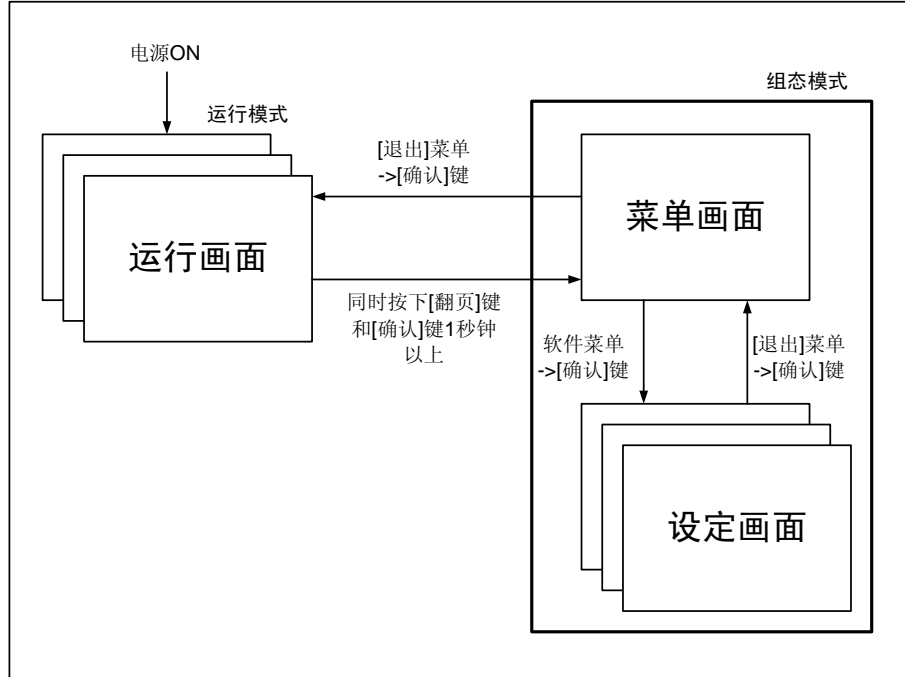 电源ON
组态模式
运行模式
[退出]菜单
->[确认]键
菜单画面
运行画面
同时按下[翻页]键
和[确认]键1秒钟
以上
软件菜单
->[确认]键
[退出]菜单
->[确认]键
设定画面